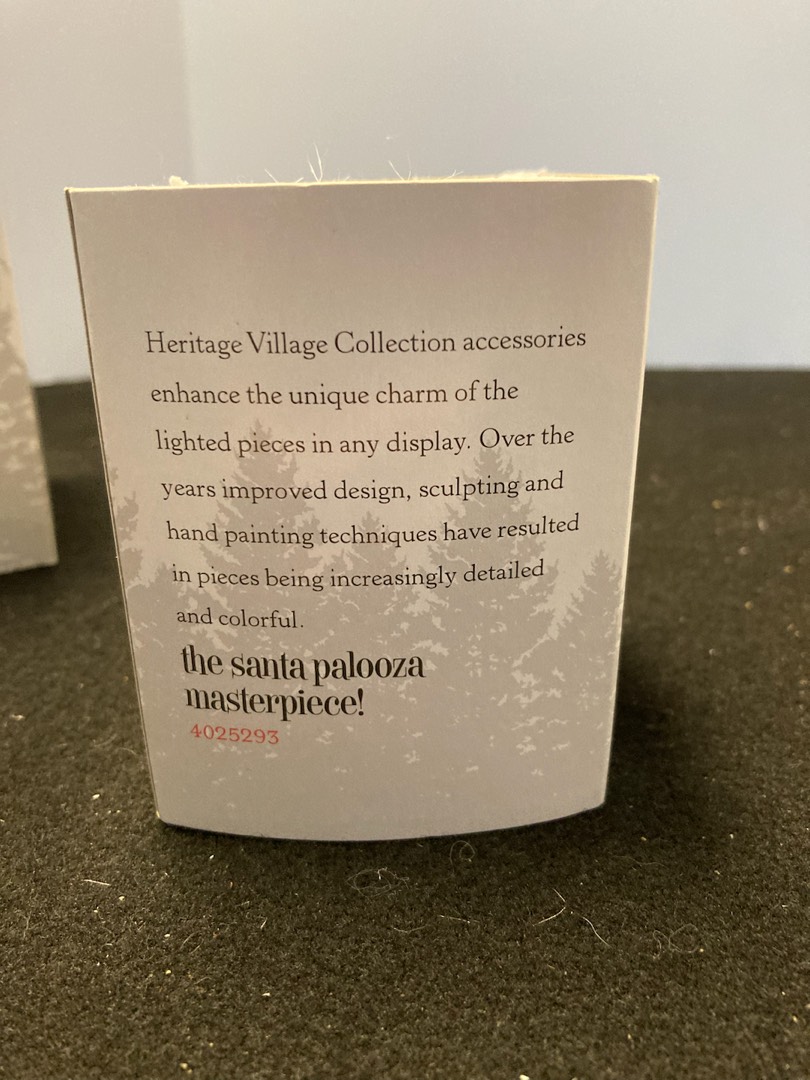 Heritage Village Collection accessories
enhance the unique charm of the
lighted pieces in any display. Over the
years improved design, sculpting and
hand painting techniques have resulted
in pieces being increasingly detailed
and colorful.
the santa palooza
masterpiece!
4025293